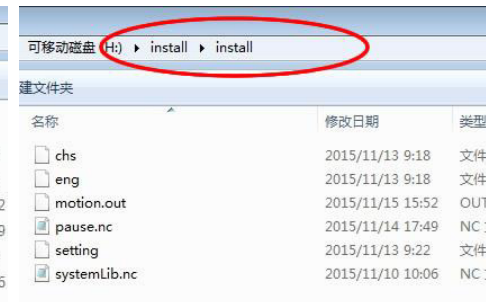 可移动磁盘 (H:) ▸ install ▸ install
建文件夹
名称 修改日期 类型
chs 2015/11/13 9:18 文件
eng 2015/11/13 9:18 文件
motion.out 2015/11/15 15:52 OUT
pause.nc 2015/11/14 17:49 NC
setting 2015/11/13 9:22 文件
systemLib.nc 2015/11/10 10:06 NC